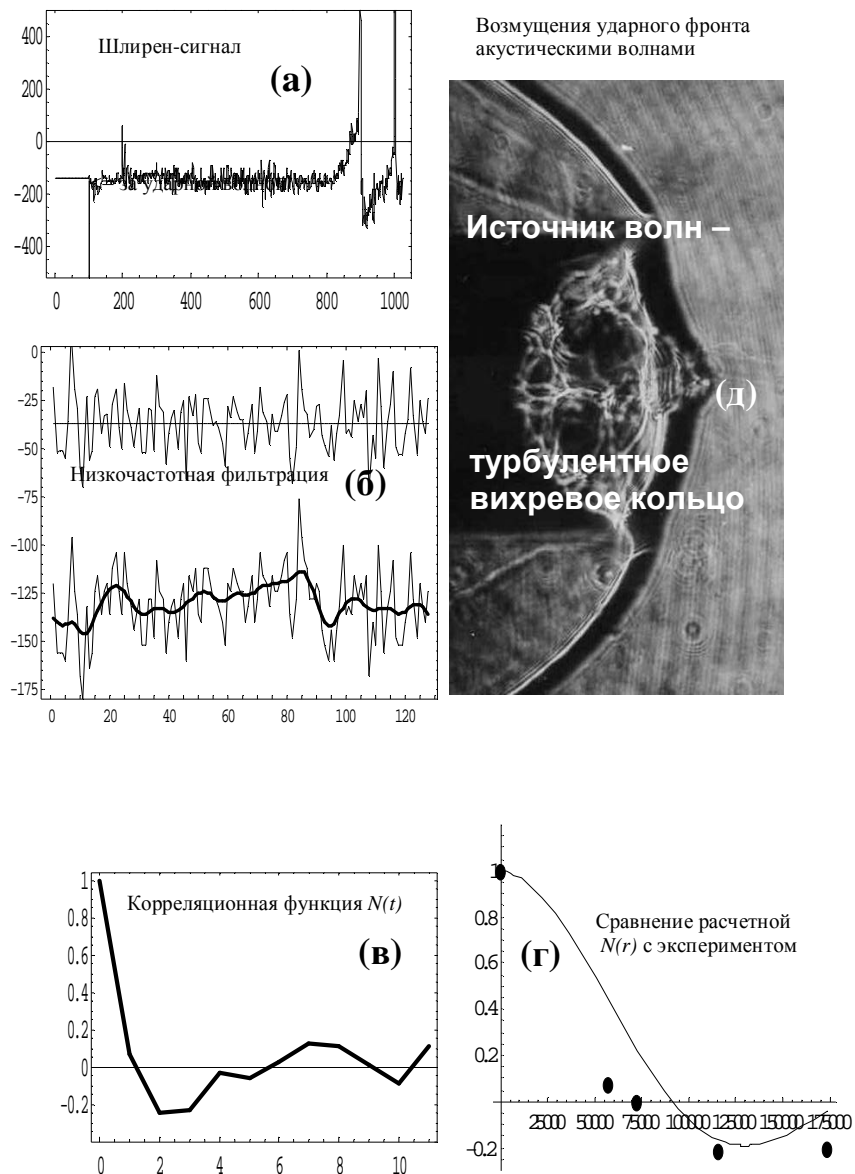 Шлирен-сигнал
(а)
400
200
0
−200
−400
за ударной волной
0 200 400 600 800 1000
Возмущения ударного фронта
акустическими волнами
Источник волн –
(д)
турбулентное
вихревое кольцо
0
−25
−50
−75
−100
−125
−150
−175
Низкочастотная фильтрация
(б)
0 20 40 60 80 100 120
1
0.8
0.6
0.4
0.2
0
−0.2
Корреляционная функция N(t)
(в)
0 2 4 6 8 10
1
0.8
0.6
0.4
0.2
−0.2
Сравнение расчетной
N(r) с экспериментом
(г)
2500 5000 7500 10000 12500 15000 17500